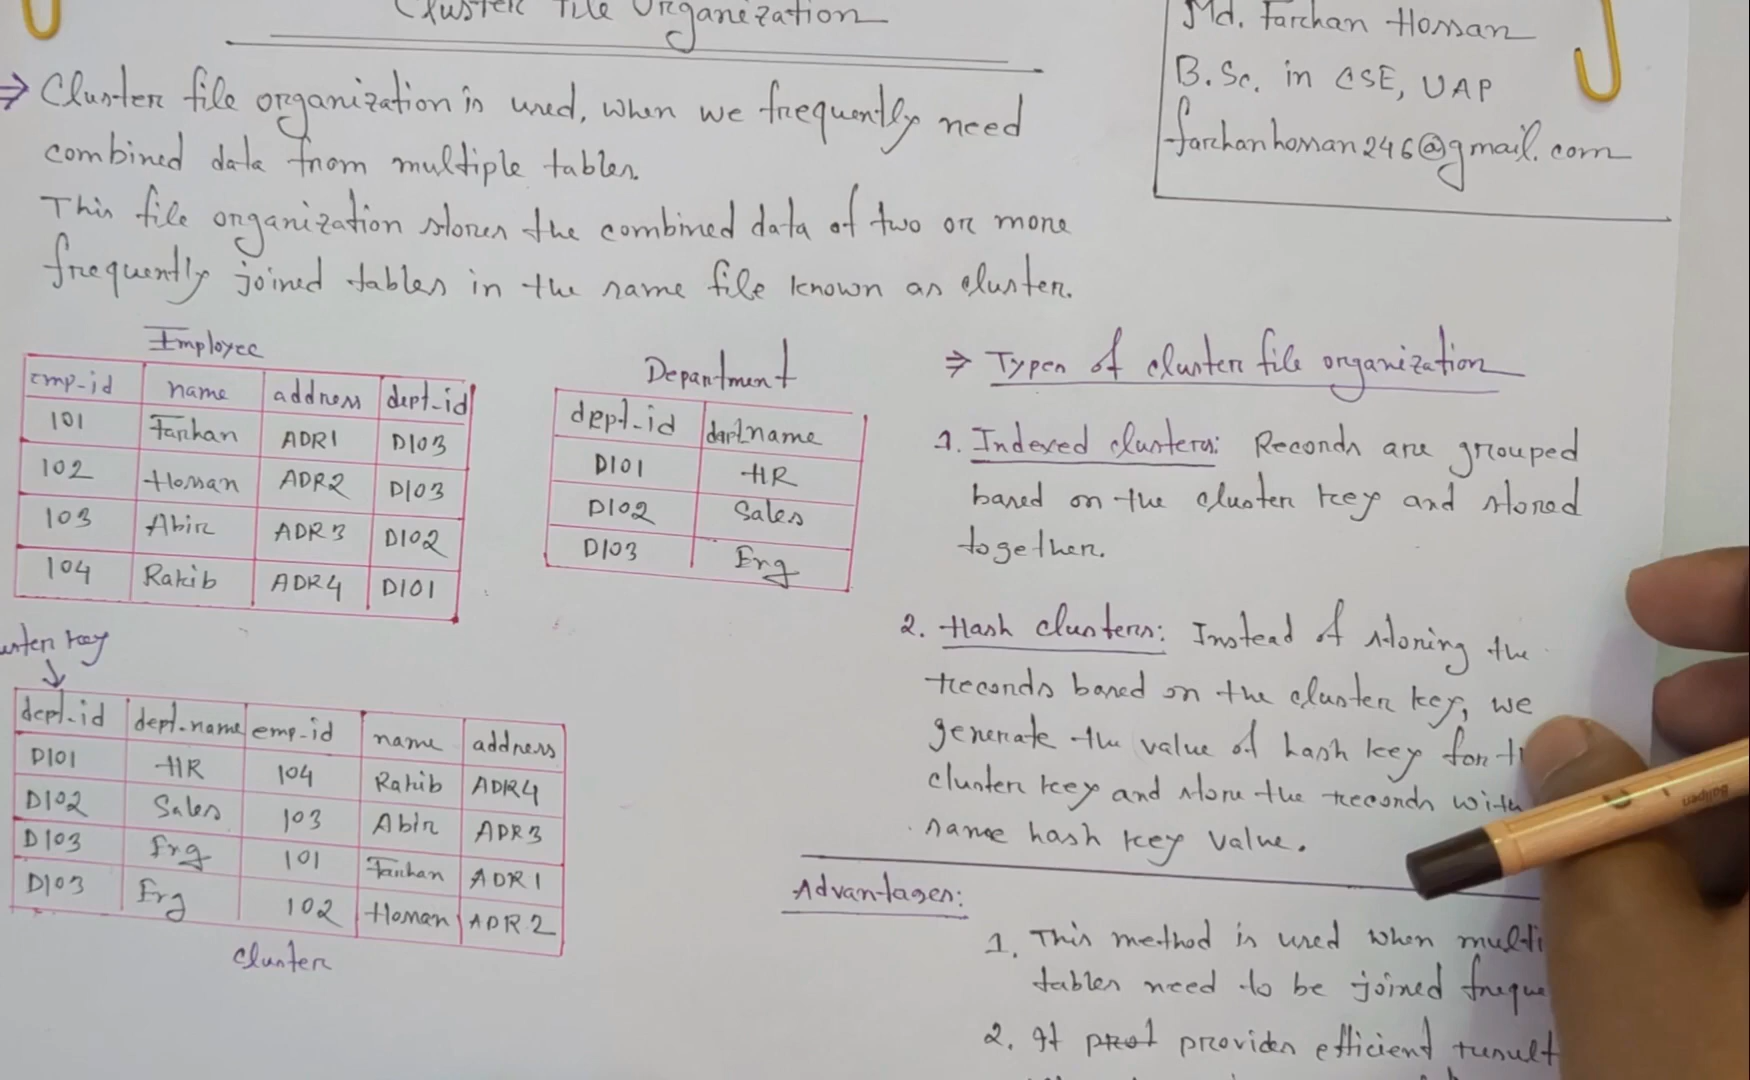 Cluster File Organization
Md. Farhan Hossan
B.Sc. in CSE, UAP
farhanhossan246@gmail.com
⇒ Cluster file organization is used, when we frequently need
combined data from multiple tables.
This file organization stores the combined data of two or more
frequently joined tables in the same file known as cluster.
Employee
emp-id name address dept-id
101 Farhan ADR1 D103
102 Hossan ADR2 D103
103 Abir ADR3 D102
104 Rakib ADR4 D101
Department
dept-id dept-name
D101 HR
D102 Sales
D103 Eng
key
dept-id dept-name emp-id name address
D101 HR 104 Rakib ADR4
D102 Sales 103 Abir ADR3
D103 Eng 101 Farhan ADR1
D103 Eng 102 Hossan ADR2
cluster
⇒ Types of cluster file organization
1. Indexed clusters: Records are grouped
based on the cluster key and stored
together.
2. Hash clusters: Instead of storing the
records based on the cluster key, we
generate the value of hash key for
cluster key and store the records with
same hash key value.
Advantages:
1. This method is used when
tables need to be joined
2. It provides efficient result
Ballpen